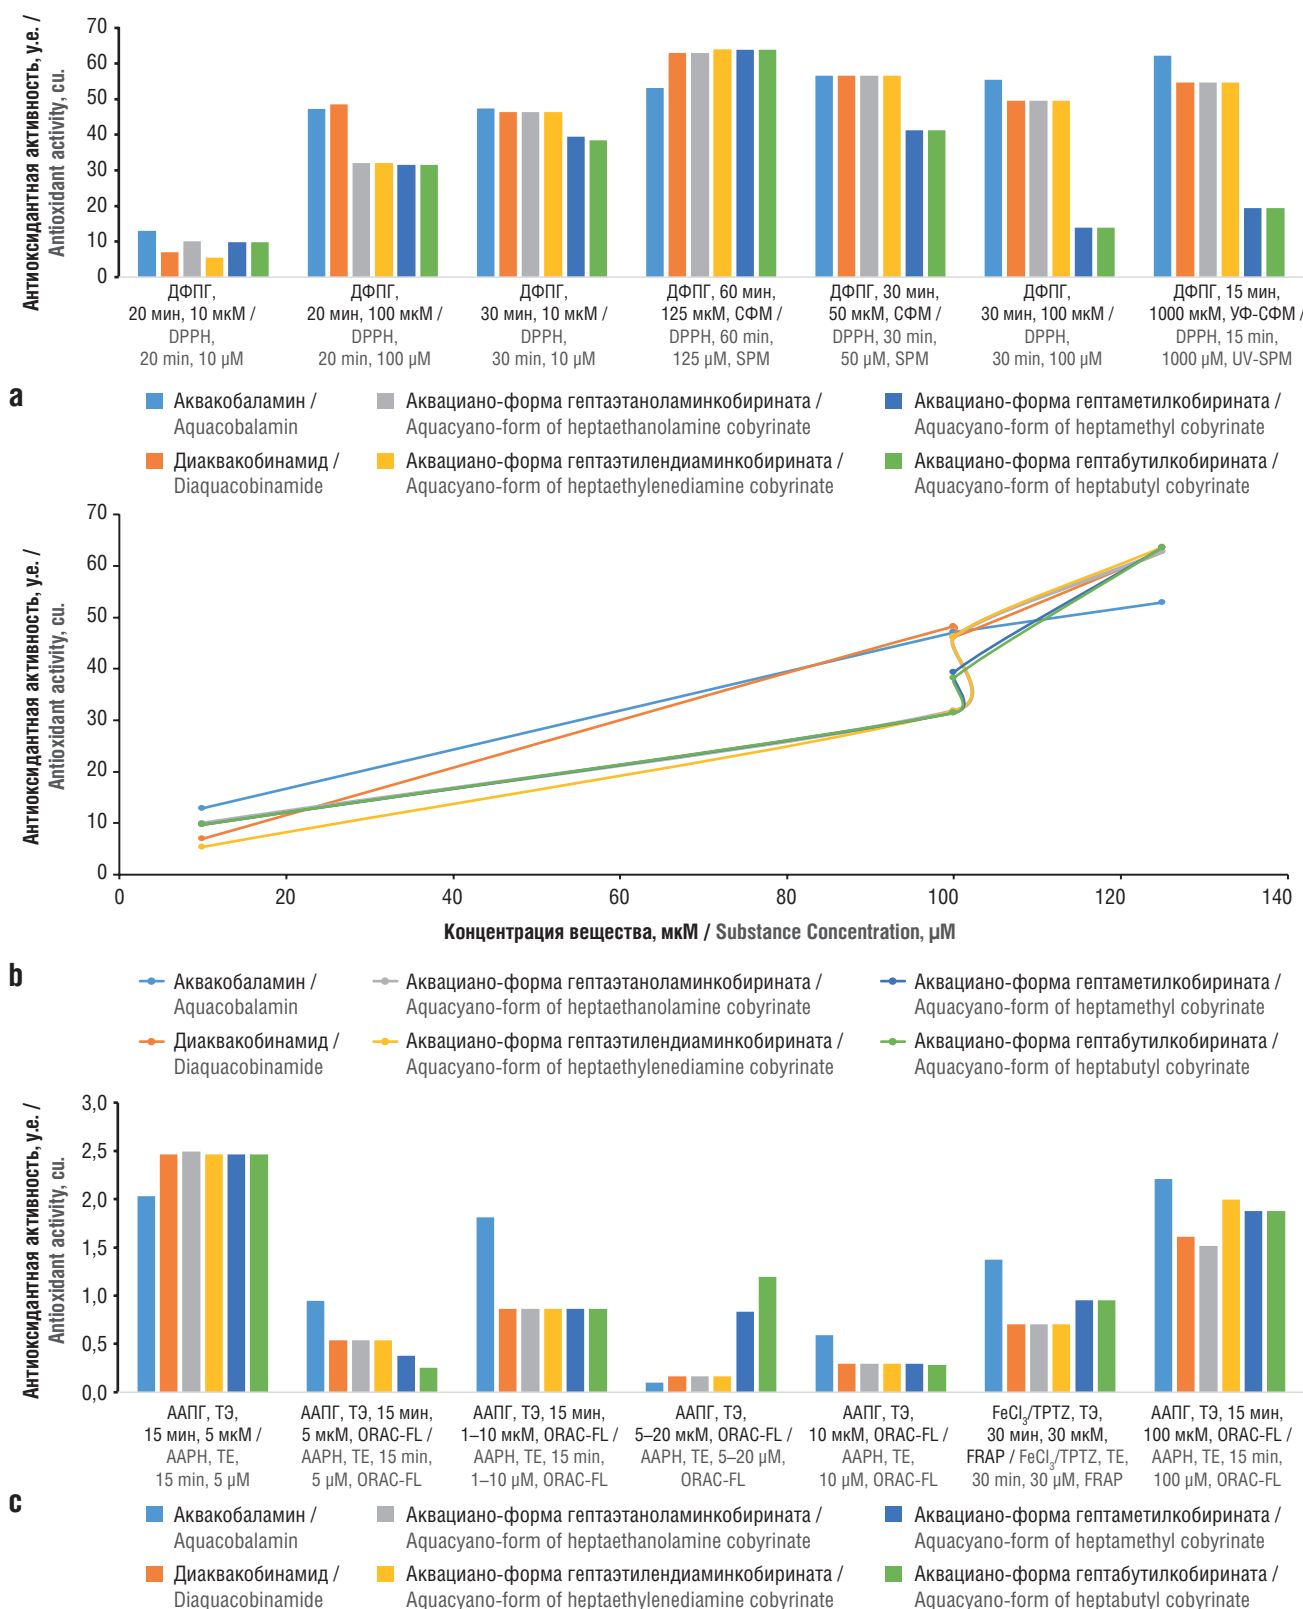 Антиоксидантная активность, у.е. /
Antioxidant activity, cu.
70
60
50
40
30
20
10
0
ДФПГ,
20 мин, 10 мкМ /
DPPH,
20 min, 10 µM
ДФПГ,
20 мин, 100 мкМ /
DPPH,
20 min, 100 µM
ДФПГ,
30 мин, 10 мкМ /
DPPH,
30 min, 10 µM
ДФПГ, 60 мин,
125 мкМ, СФМ /
DPPH, 60 min,
125 µM, SPM
ДФПГ, 30 мин,
50 мкМ, СФМ /
DPPH, 30 min,
50 µM, SPM
ДФПГ,
30 мин, 100 мкМ /
DPPH,
30 min, 100 µM
ДФПГ, 15 мин,
1000 мкМ, УФ-СФМ /
DPPH, 15 min,
1000 µM, UV-SPM
a
Аквакобаламин /
Aquacobalamin
Аквациано-форма гептаэтаноламинкобирината /
Aquacyano-form of heptaethanolamine cobyrinate
Аквациано-форма гептаметилкобирината /
Aquacyano-form of heptamethyl cobyrinate
Диаквакобинамид /
Diaquacobinamide
Аквациано-форма гептаэтилендиаминкобирината /
Aquacyano-form of heptaethylenediamine cobyrinate
Аквациано-форма гептабутилкобирината /
Aquacyano-form of heptabutyl cobyrinate
Антиоксидантная активность, у.е. /
Antioxidant activity, cu.
70
60
50
40
30
20
10
0
0
20
40
60
80
100
120
140
Концентрация вещества, мкМ / Substance Concentration, µM
b
Аквакобаламин /
Aquacobalamin
Аквациано-форма гептаэтаноламинкобирината /
Aquacyano-form of heptaethanolamine cobyrinate
Аквациано-форма гептаметилкобирината /
Aquacyano-form of heptamethyl cobyrinate
Диаквакобинамид /
Diaquacobinamide
Аквациано-форма гептаэтилендиаминкобирината /
Aquacyano-form of heptaethylenediamine cobyrinate
Аквациано-форма гептабутилкобирината /
Aquacyano-form of heptabutyl cobyrinate
Антиоксидантная активность, у.е. /
Antioxidant activity, cu.
3,0
2,5
2,0
1,5
1,0
0,5
0,0
ААПГ, ТЭ,
15 мин, 5 мкМ /
AAPH, TE,
15 min, 5 µM
ААПГ, ТЭ, 15 мин,
5 мкМ, ORAC-FL /
AAPH, TE, 15 min,
5 µM, ORAC-FL
ААПГ, ТЭ, 15 мин,
1–10 мкМ, ORAC-FL /
AAPH, TE, 15 min,
1–10 µM, ORAC-FL
ААПГ, ТЭ,
5–20 мкМ, ORAC-FL /
AAPH, TE, 5–20 µM,
ORAC-FL
ААПГ, ТЭ,
10 мкМ, ORAC-FL /
AAPH, TE,
10 µM, ORAC-FL
FeCl₃/TPTZ, ТЭ,
30 мин, 30 мкМ,
FRAP / FeCl₃/TPTZ, TE,
30 min, 30 µM, FRAP
ААПГ, ТЭ, 15 мин,
100 мкМ, ORAC-FL /
AAPH, TE, 15 min,
100 µM, ORAC-FL
c
Аквакобаламин /
Aquacobalamin
Аквациано-форма гептаэтаноламинкобирината /
Aquacyano-form of heptaethanolamine cobyrinate
Аквациано-форма гептаметилкобирината /
Aquacyano-form of heptamethyl cobyrinate
Диаквакобинамид /
Diaquacobinamide
Аквациано-форма гептаэтилендиаминкобирината /
Aquacyano-form of heptaethylenediamine cobyrinate
Аквациано-форма гептабутилкобирината /
Aquacyano-form of heptabutyl cobyrinate